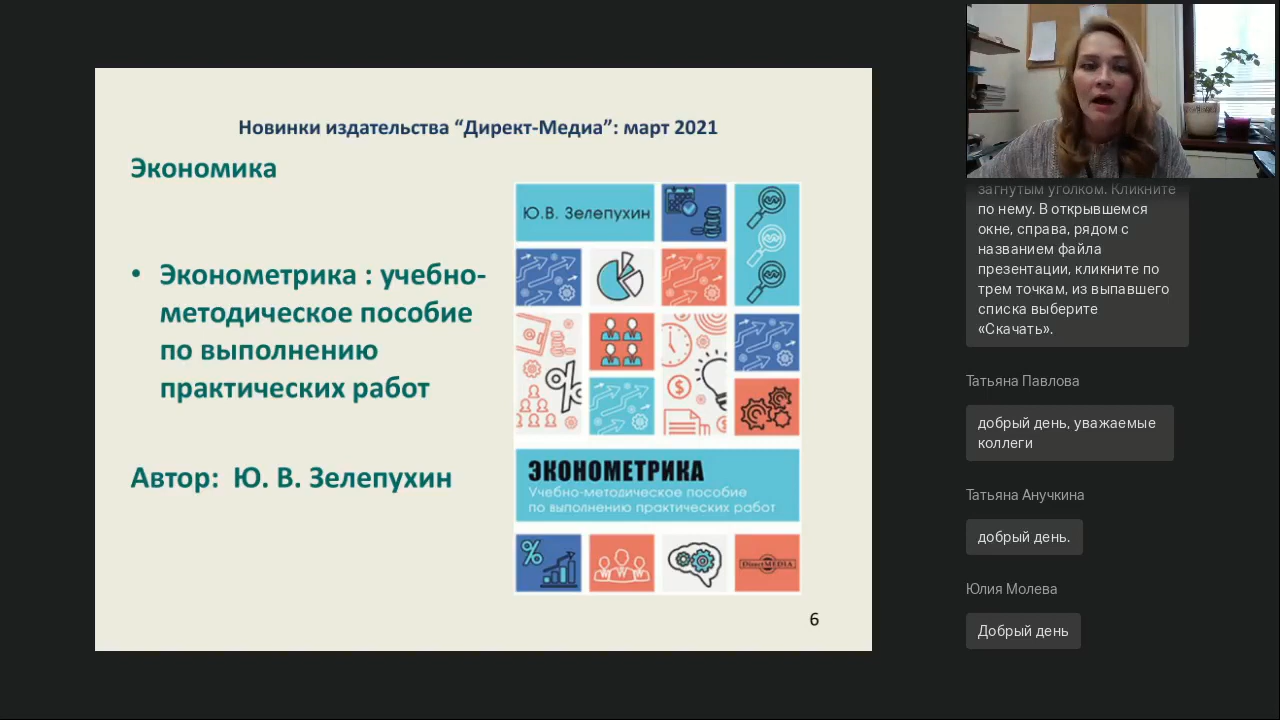 Новинки издательства “Директ-Медиа”: март 2021
Экономика
• Эконометрика : учебно-
методическое пособие
по выполнению
практических работ
Автор: Ю. В. Зелепухин
Ю.В. Зелепухин
%
$
ЭКОНОМЕТРИКА
Учебно-методическое пособие
по выполнению практических работ
%
DirectMEDIA
6
загнутым уголком. Кликните
по нему. В открывшемся
окне, справа, рядом с
названием файла
презентации, кликните по
трем точкам, из выпавшего
списка выберите
«Скачать».
Татьяна Павлова
добрый день, уважаемые
коллеги
Татьяна Анучкина
добрый день.
Юлия Молева
Добрый день